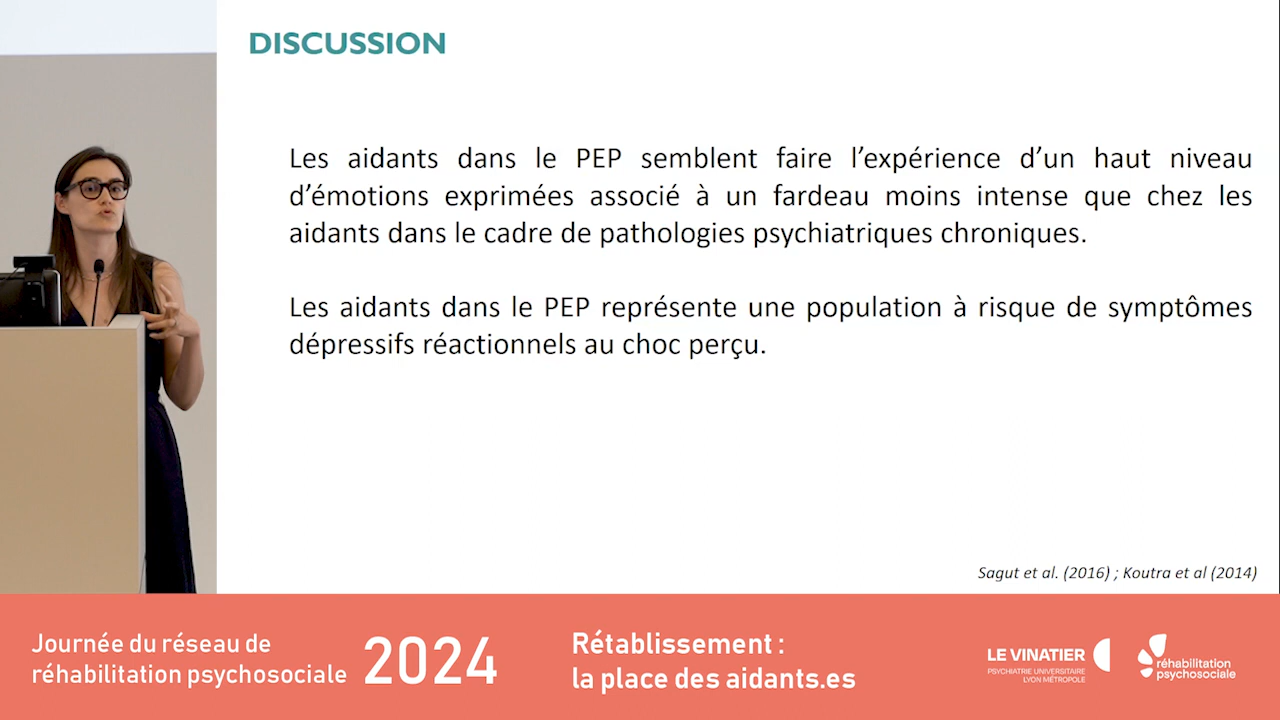 DISCUSSION
Les aidants dans le PEP semblent faire l’expérience d’un haut niveau
d’émotions exprimées associé à un fardeau moins intense que chez les
aidants dans le cadre de pathologies psychiatriques chroniques.
Les aidants dans le PEP représente une population à risque de symptômes
dépressifs réactionnels au choc perçu.
Sagut et al. (2016) ; Koutra et al (2014)
Journée du réseau de
réhabilitation psychosociale
2024
Rétablissement :
la place des aidants.es
LE VINATIER
PSYCHIATRIE UNIVERSITAIRE
LYON MÉTROPOLE
réhabilitation
psychosociale